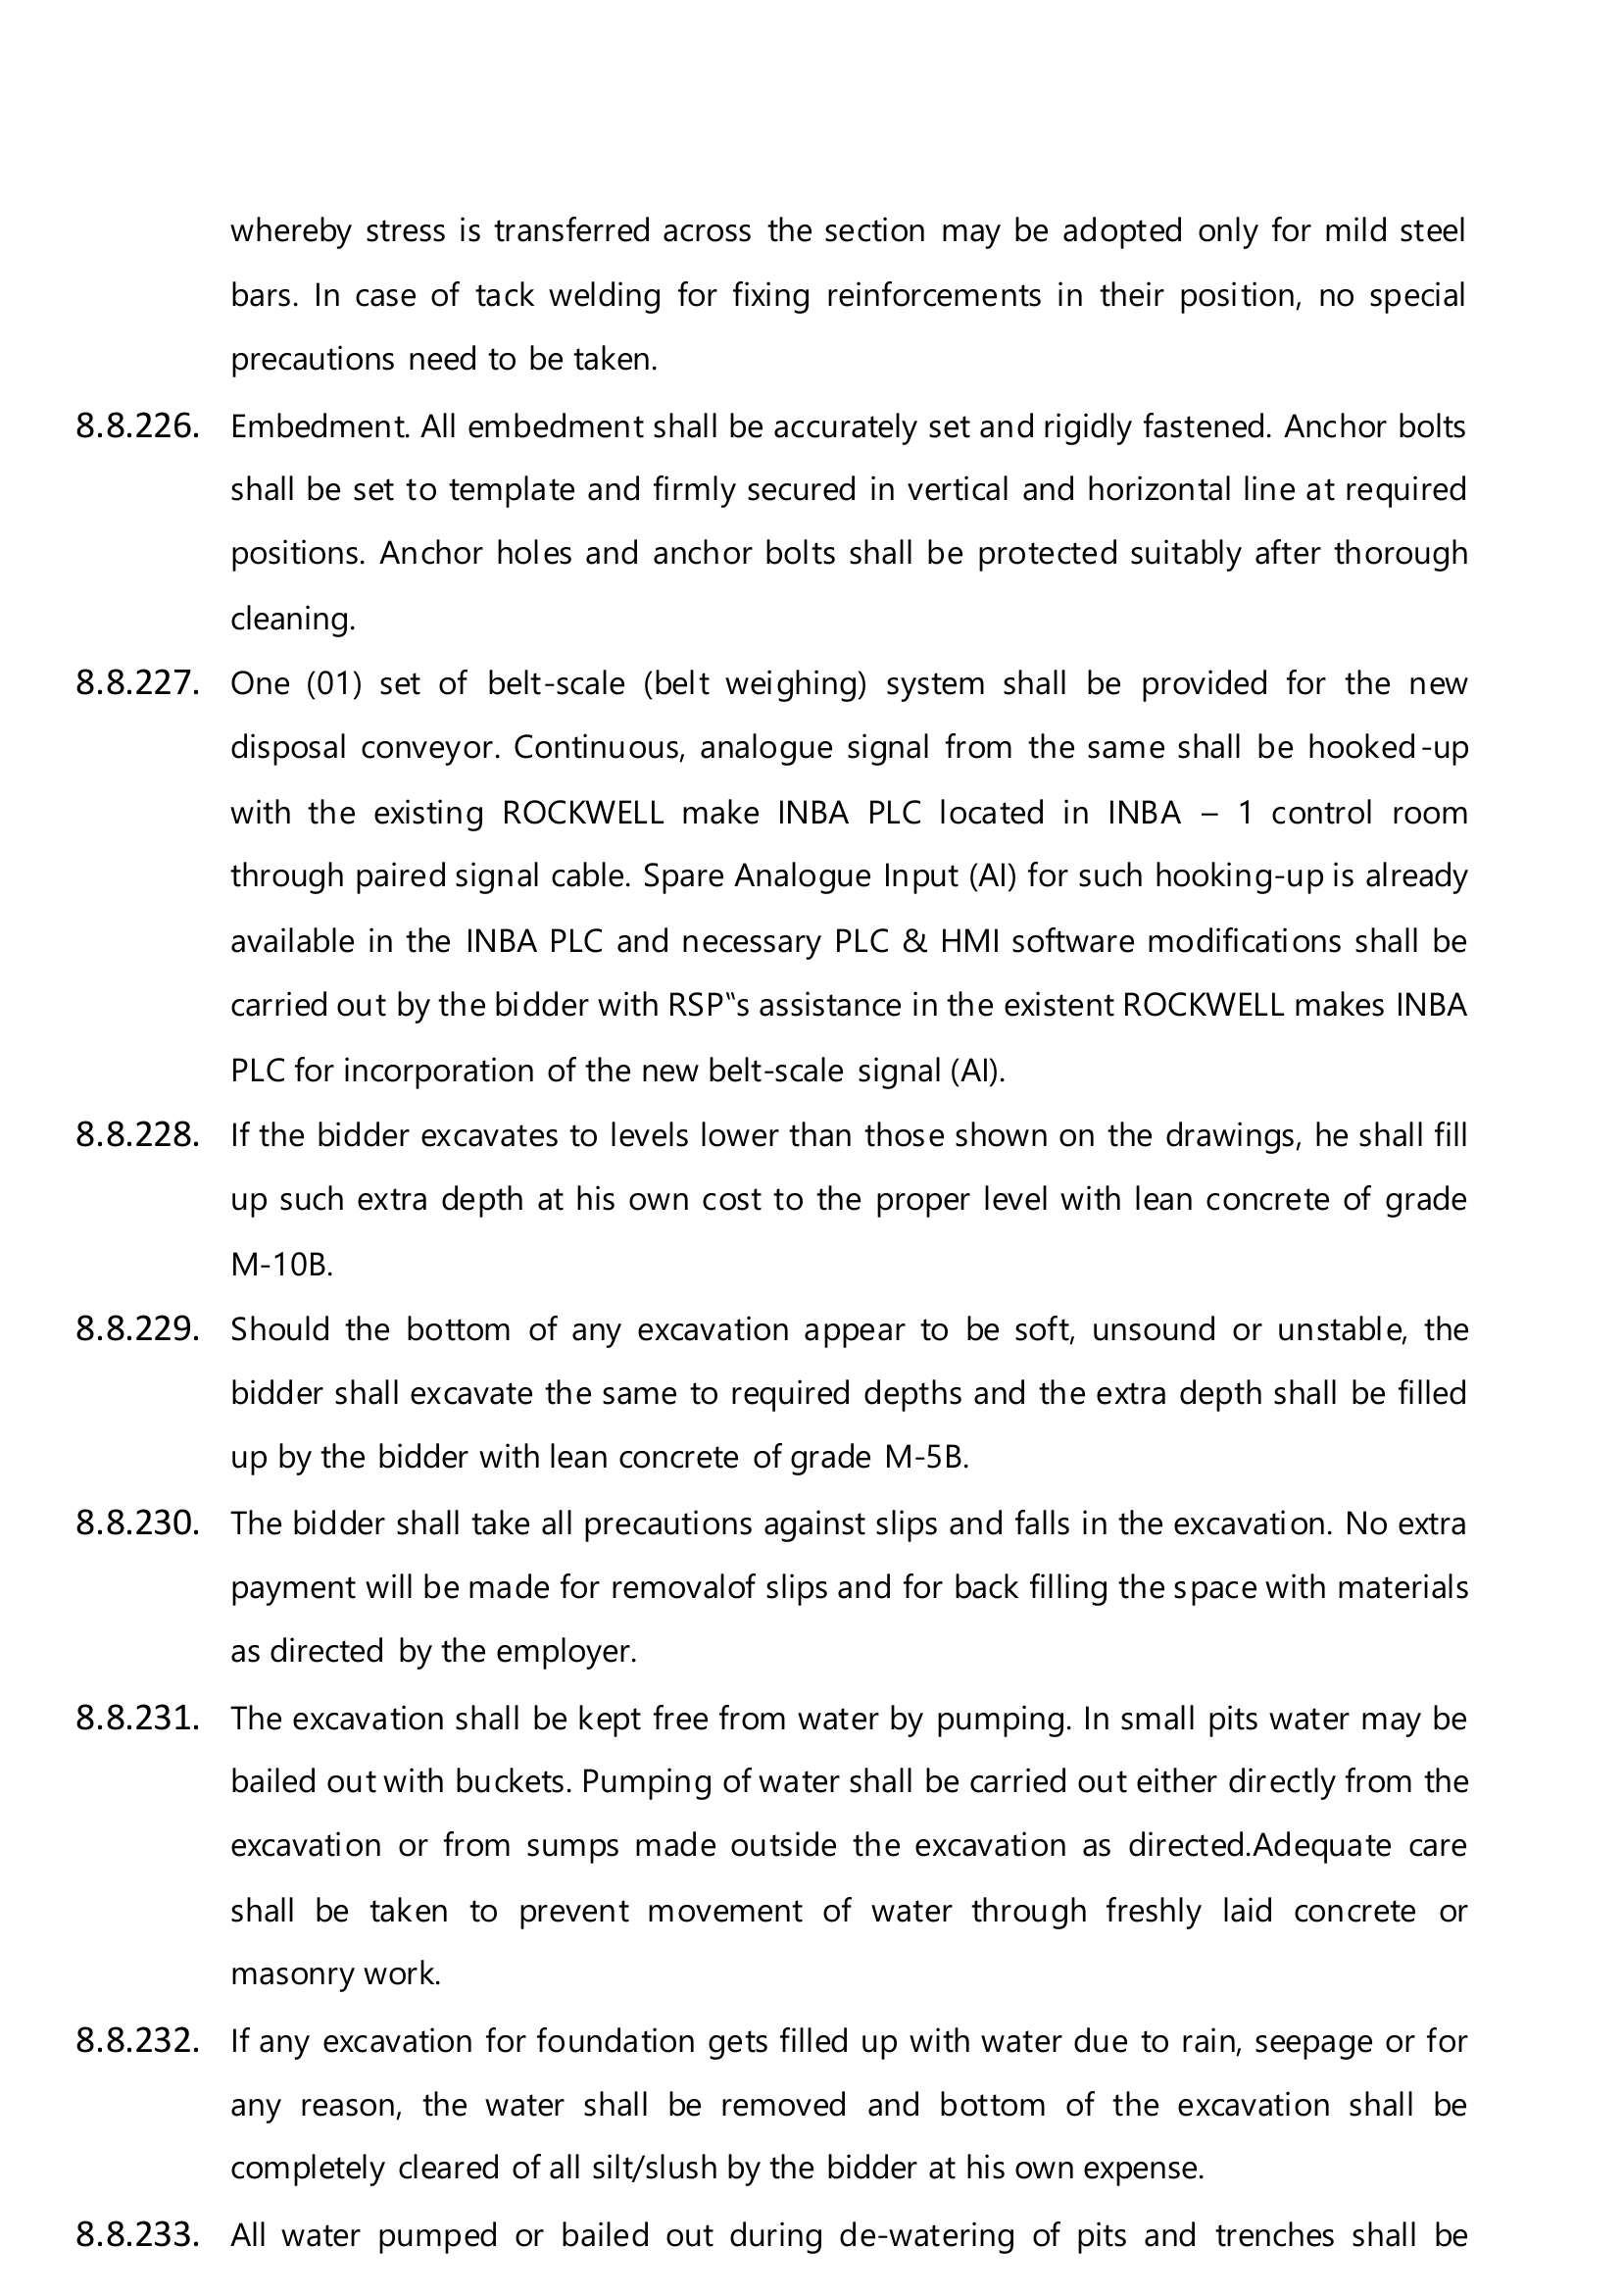 whereby stress is transferred across the section may be adopted only for mild steel
bars. In case of tack welding for fixing reinforcements in their position, no special
precautions need to be taken.
8.8.226. Embedment. All embedment shall be accurately set and rigidly fastened. Anchor bolts
shall be set to template and firmly secured in vertical and horizontal line at required
positions. Anchor holes and anchor bolts shall be protected suitably after thorough
cleaning.
8.8.227. One (01) set of belt-scale (belt weighing) system shall be provided for the new
disposal conveyor. Continuous, analogue signal from the same shall be hooked-up
with the existing ROCKWELL make INBA PLC located in INBA – 1 control room
through paired signal cable. Spare Analogue Input (AI) for such hooking-up is already
available in the INBA PLC and necessary PLC & HMI software modifications shall be
carried out by the bidder with RSP‟s assistance in the existent ROCKWELL makes INBA
PLC for incorporation of the new belt-scale signal (AI).
8.8.228. If the bidder excavates to levels lower than those shown on the drawings, he shall fill
up such extra depth at his own cost to the proper level with lean concrete of grade
M-10B.
8.8.229. Should the bottom of any excavation appear to be soft, unsound or unstable, the
bidder shall excavate the same to required depths and the extra depth shall be filled
up by the bidder with lean concrete of grade M-5B.
8.8.230. The bidder shall take all precautions against slips and falls in the excavation. No extra
payment will be made for removalof slips and for back filling the space with materials
as directed by the employer.
8.8.231. The excavation shall be kept free from water by pumping. In small pits water may be
bailed out with buckets. Pumping of water shall be carried out either directly from the
excavation or from sumps made outside the excavation as directed.Adequate care
shall be taken to prevent movement of water through freshly laid concrete or
masonry work.
8.8.232. If any excavation for foundation gets filled up with water due to rain, seepage or for
any reason, the water shall be removed and bottom of the excavation shall be
completely cleared of all silt/slush by the bidder at his own expense.
8.8.233. All water pumped or bailed out during de-watering of pits and trenches shall be